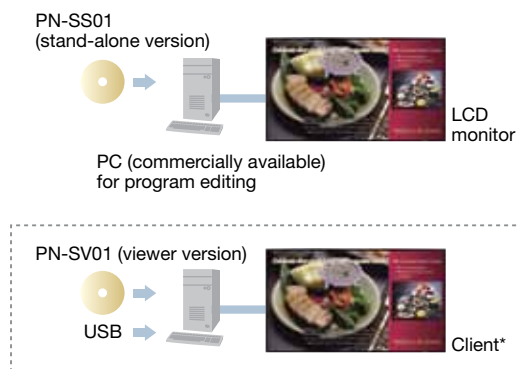 PN-SS01
(stand-alone version)
LCD
monitor
PC (commercially available)
for program editing
PN-SV01 (viewer version)
USB
Client*